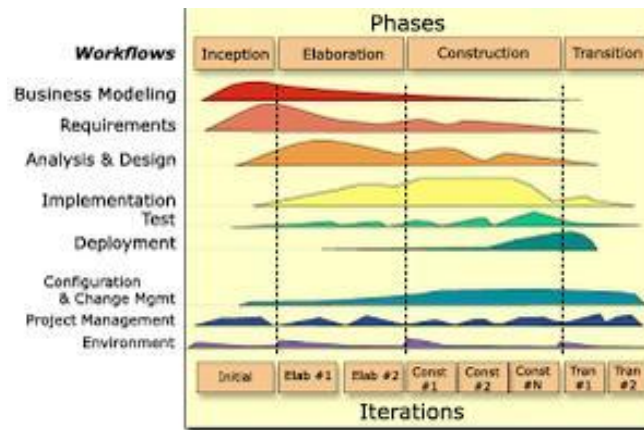 Phases
Workflows Inception Elaboration Construction Transition
Business Modeling
Requirements
Analysis & Design
Implementation
Test
Deployment
Configuration
& Change Mgmt
Project Management
Environment
Initial Elab #1 Elab #2 Const #1 Const #2 Const #N Tran #1 Tran #2
Iterations